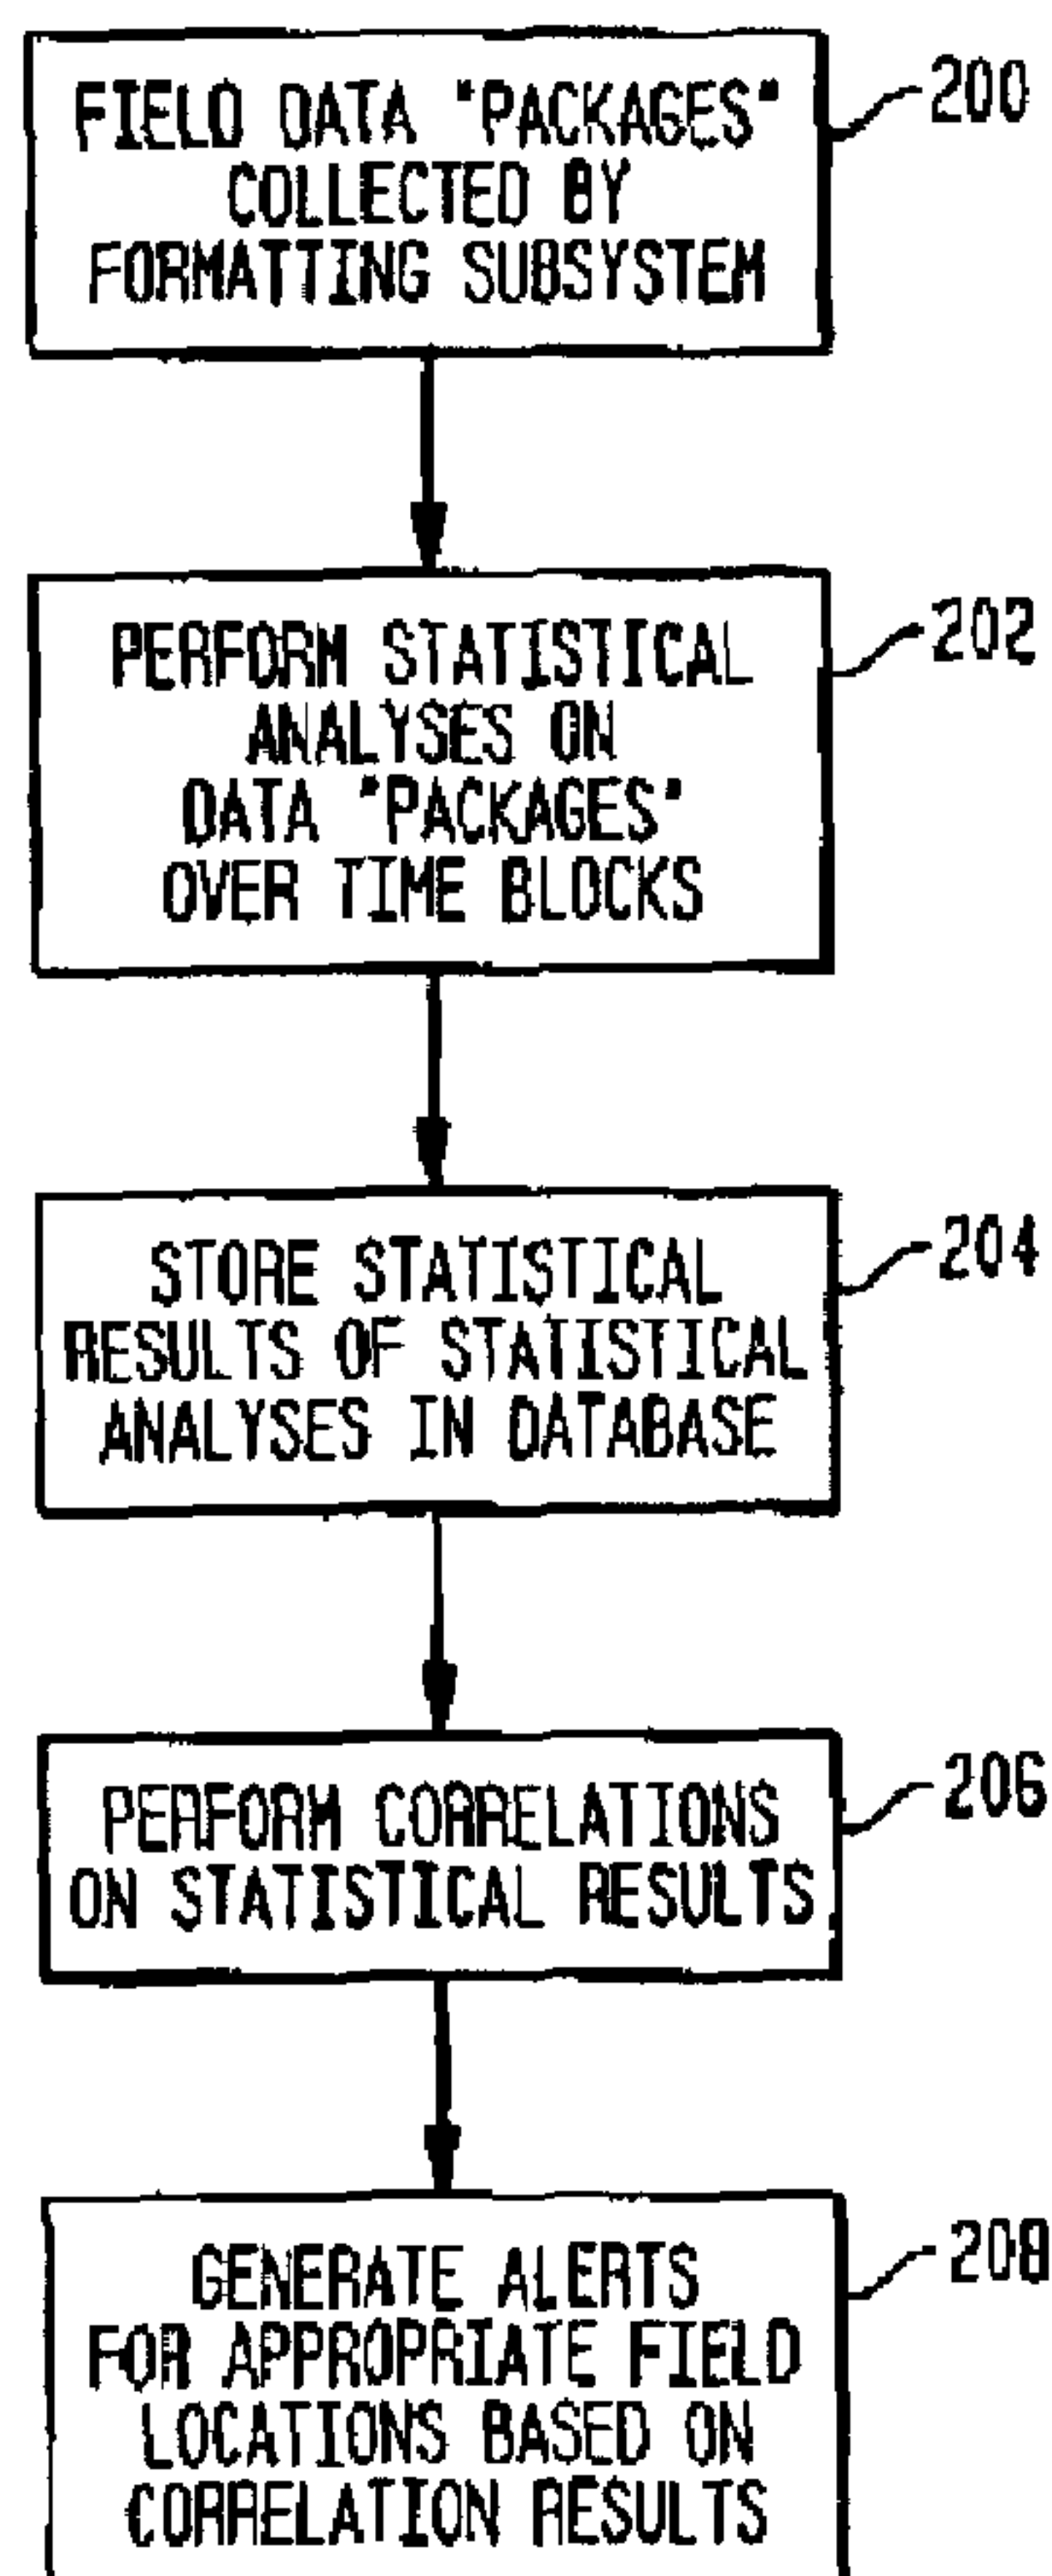 FIELD DATA "PACKAGES"
COLLECTED BY
FORMATTING SUBSYSTEM
200
PERFORM STATISTICAL
ANALYSES ON
DATA "PACKAGES"
OVER TIME BLOCKS
202
STORE STATISTICAL
RESULTS OF STATISTICAL
ANALYSES IN DATABASE
204
PERFORM CORRELATIONS
ON STATISTICAL RESULTS
206
GENERATE ALERTS
FOR APPROPRIATE FIELD
LOCATIONS BASED ON
CORRELATION RESULTS
208